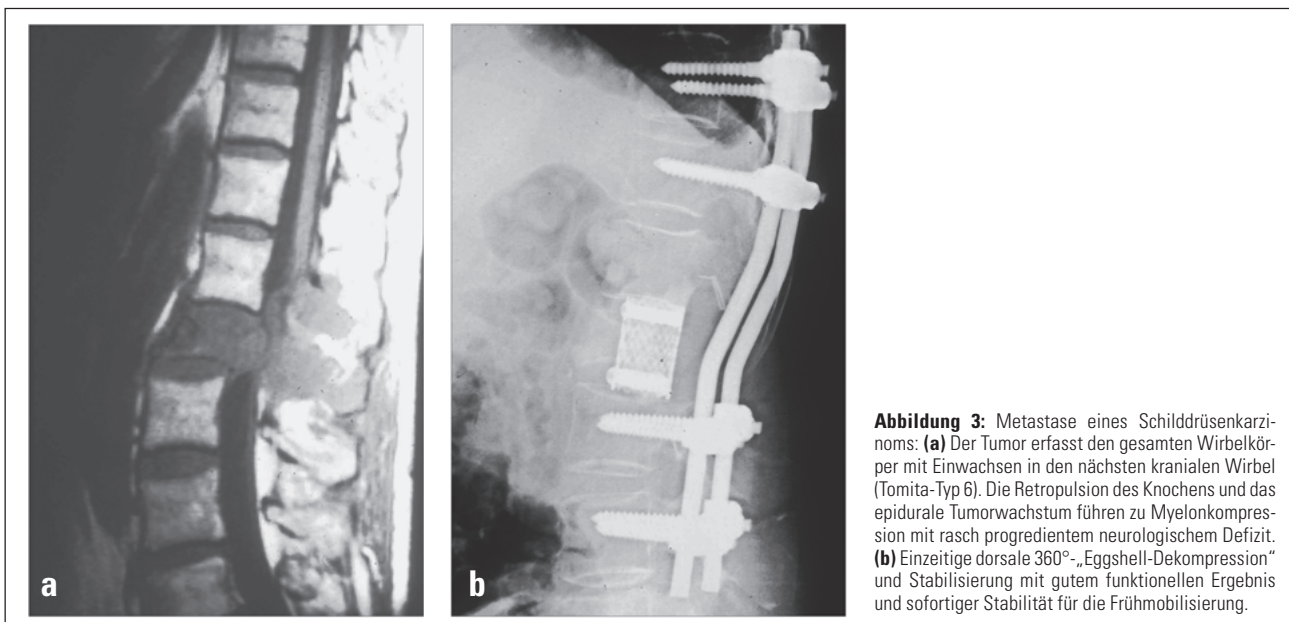 a
b
Abbildung 3: Metastase eines Schilddrüsenkarzi-
noms: (a) Der Tumor erfasst den gesamten Wirbelkör-
per mit Einwachsen in den nächsten kranialen Wirbel
(Tomita-Typ 6). Die Retropulsion des Knochens und das
epidurale Tumorwachstum führen zu Myelonkompres-
sion mit rasch progredientem neurologischem Defizit.
(b) Einzeitige dorsale 360°-„Eggshell-Dekompression“
und Stabilisierung mit gutem funktionellen Ergebnis
und sofortiger Stabilität für die Frühmobilisierung.